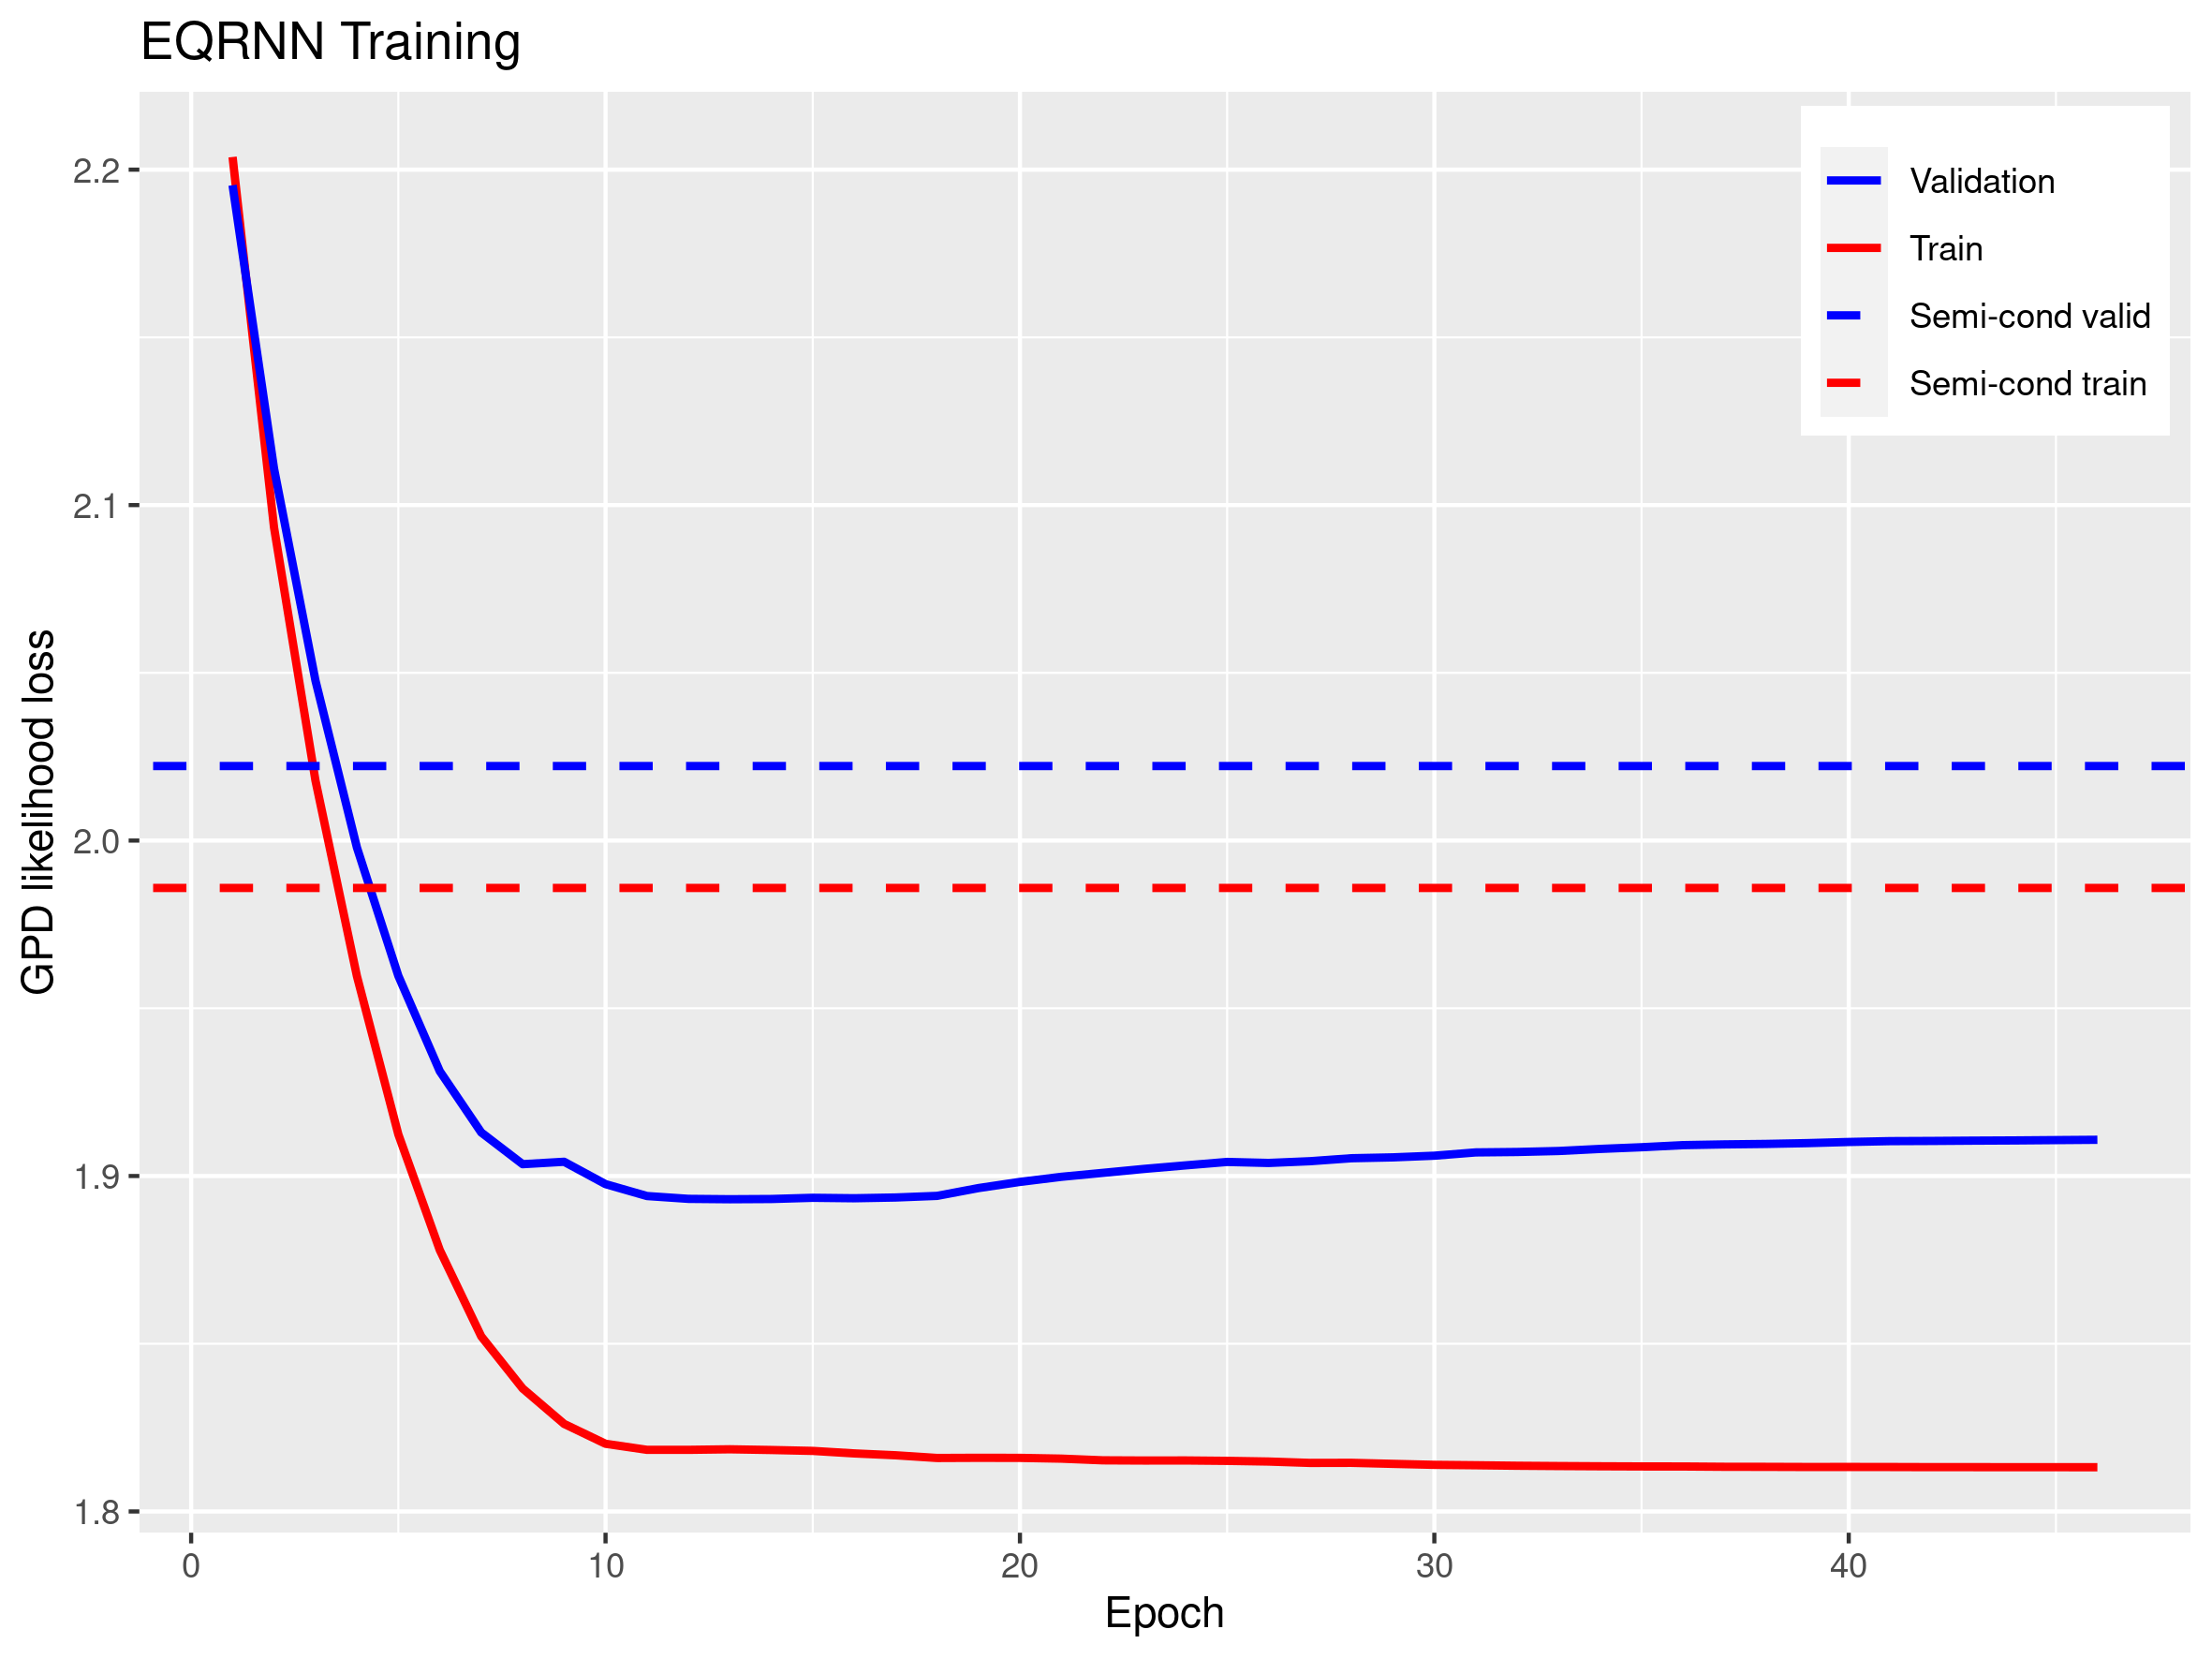 EQRNN Training
GPD likelihood loss
2.2
2.1
2.0
1.9
1.8
Validation
Train
Semi-cond valid
Semi-cond train
0 10 20 30 40
Epoch